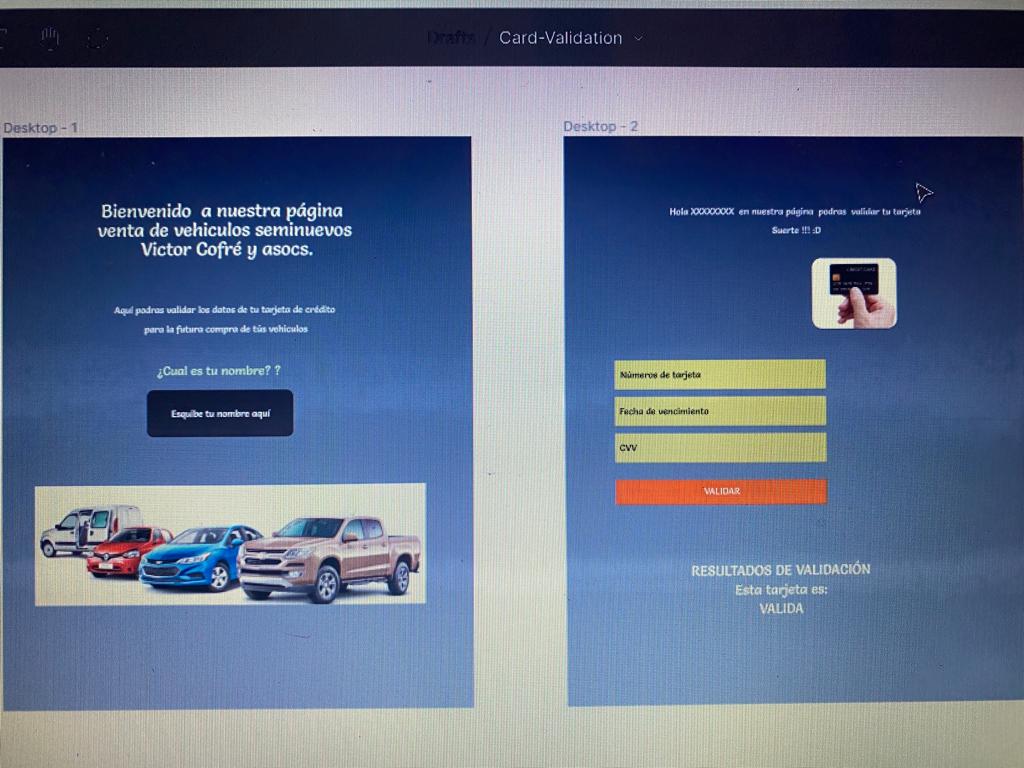 Drafts / Card-Validation
Desktop - 1
Bienvenido a nuestra página
venta de vehiculos seminuevos
Victor Cofré y asocs.
Aquí podras validar los datos de tu tarjeta de crédito
para la futura compra de tús vehiculos
¿Cual es tu nombre? ?
Esquibe tu nombre aquí
Desktop - 2
Hola XXXXXXXX en nuestra página podras validar tu tarjeta
Suerte !!! :D
CREDIT CARD
Números de tarjeta
Fecha de vencimiento
CVV
VALIDAR
RESULTADOS DE VALIDACIÓN
Esta tarjeta es:
VALIDA